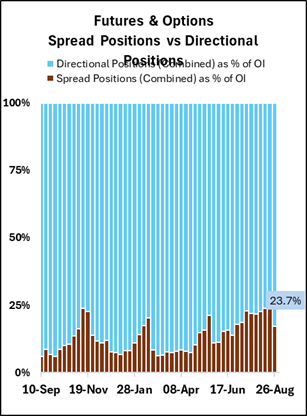 Futures & Options
Spread Positions vs Directional
Positions
Directional Positions (Combined) as % of OI
Spread Positions (Combined) as % of OI
100%
75%
50%
25%
0%
23.7%
10-Sep 19-Nov 28-Jan 08-Apr 17-Jun 26-Aug